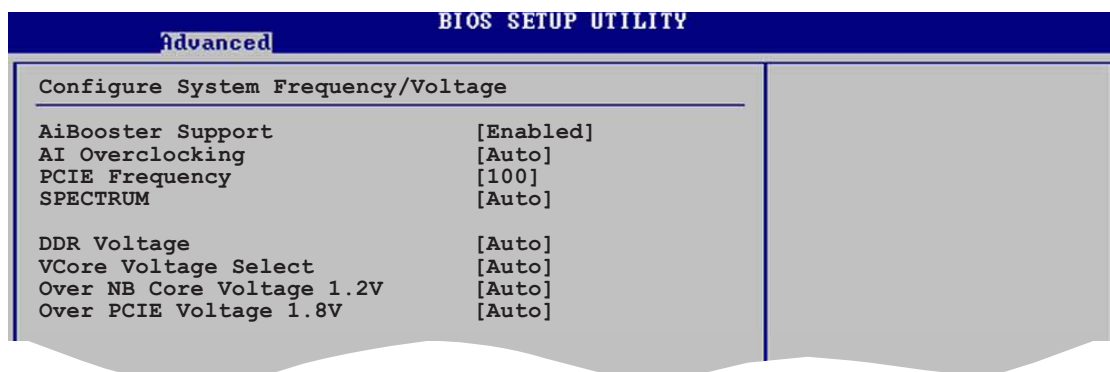 BIOS SETUP UTILITY
Advanced
Configure System Frequency/Voltage
AiBooster Support [Enabled]
AI Overclocking [Auto]
PCIE Frequency [100]
SPECTRUM [Auto]
DDR Voltage [Auto]
VCore Voltage Select [Auto]
Over NB Core Voltage 1.2V [Auto]
Over PCIE Voltage 1.8V [Auto]